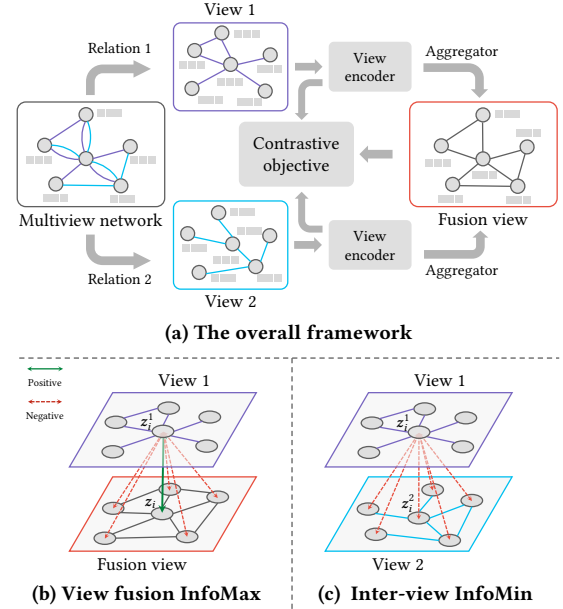 View 1
Relation 1
View
encoder
Aggregator
Contrastive
objective
Multiview network
Fusion view
View
encoder
Relation 2
Aggregator
View 2
(a) The overall framework
Positive
Negative
View 1
z_i^1
z_i
Fusion view
(b) View fusion InfoMax
View 1
z_i^1
z_i^2
View 2
(c) Inter-view InfoMin